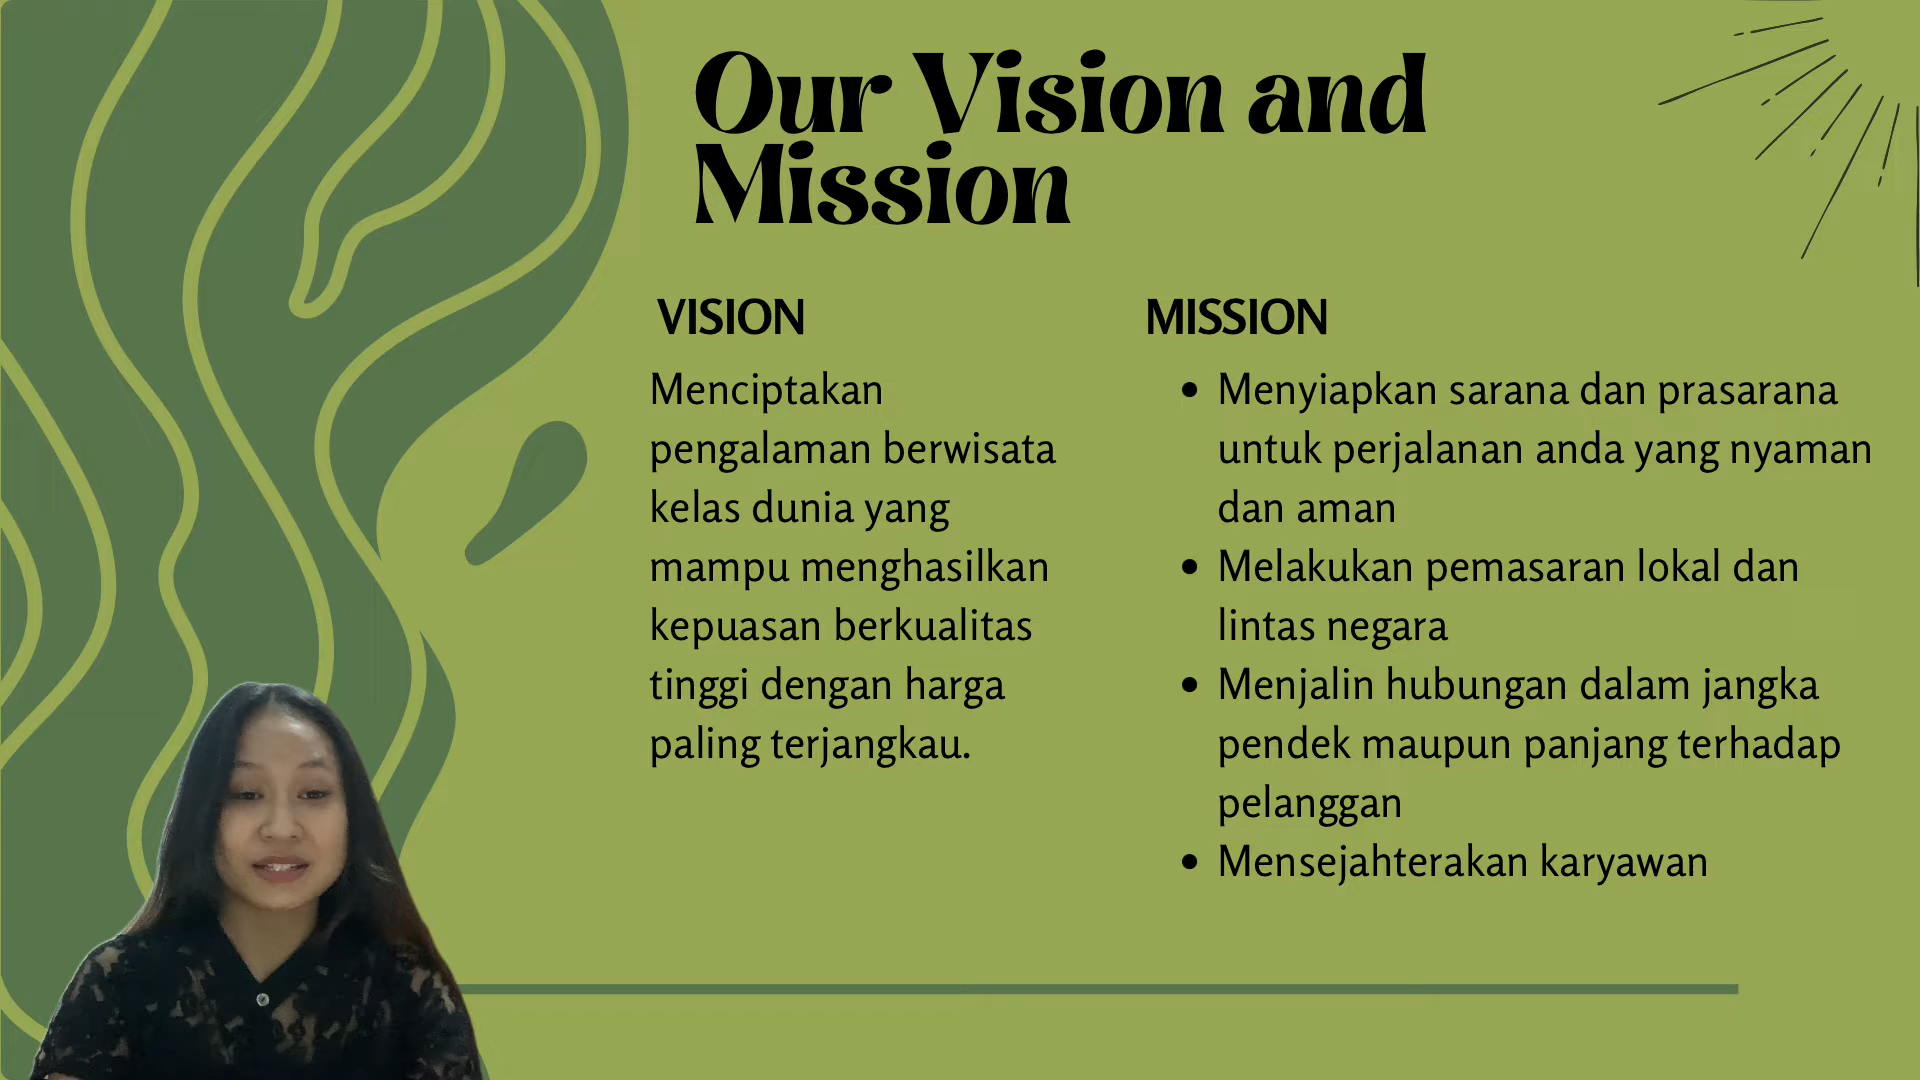 Our Vision and
Mission
VISION
Menciptakan
pengalaman berwisata
kelas dunia yang
mampu menghasilkan
kepuasan berkualitas
tinggi dengan harga
paling terjangkau.
MISSION
• Menyiapkan sarana dan prasarana
untuk perjalanan anda yang nyaman
dan aman
• Melakukan pemasaran lokal dan
lintas negara
• Menjalin hubungan dalam jangka
pendek maupun panjang terhadap
pelanggan
• Mensejahterakan karyawan